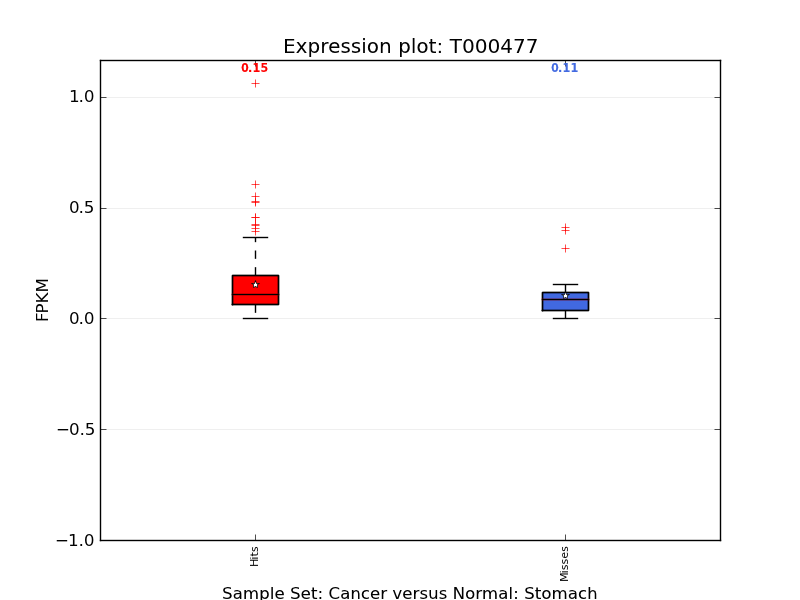 Expression plot: T000477
0.15 0.11
1.0
0.5
0.0
−0.5
−1.0
FPKM
Hits
Misses
Sample Set: Cancer versus Normal: Stomach